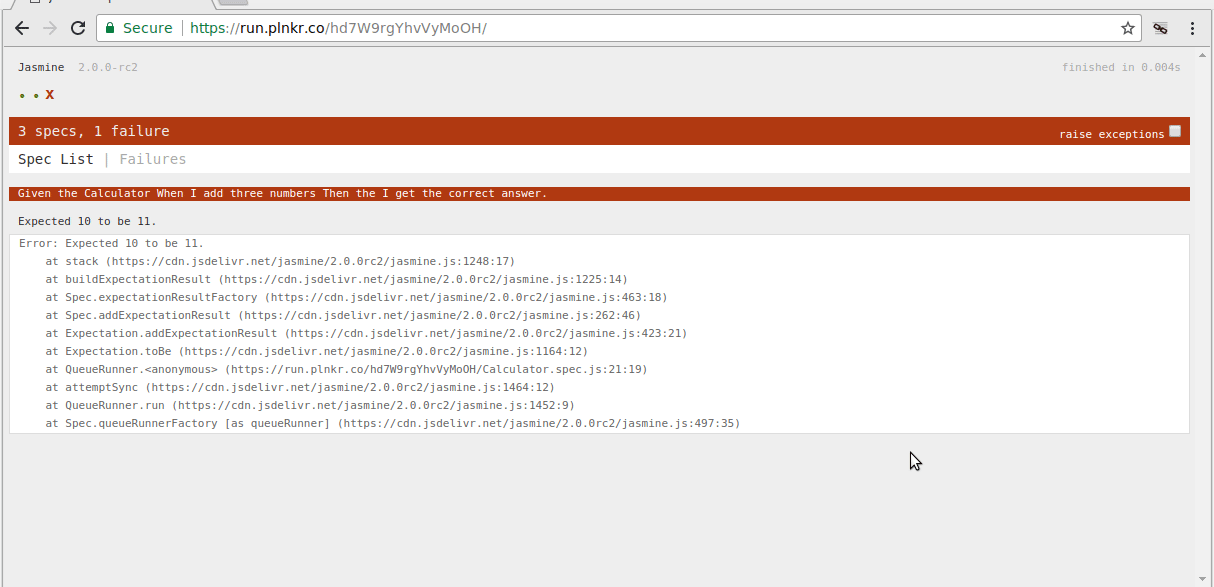 Secure https://run.plnkr.co/hd7W9rgYhvVyMoOH/
Jasmine 2.0.0-rc2 finished in 0.004s
• • X
3 specs, 1 failure raise exceptions
Spec List | Failures
Given the Calculator When I add three numbers Then the I get the correct answer.
Expected 10 to be 11.
Error: Expected 10 to be 11.
at stack (https://cdn.jsdelivr.net/jasmine/2.0.0rc2/jasmine.js:1248:17)
at buildExpectationResult (https://cdn.jsdelivr.net/jasmine/2.0.0rc2/jasmine.js:1225:14)
at Spec.expectationResultFactory (https://cdn.jsdelivr.net/jasmine/2.0.0rc2/jasmine.js:463:18)
at Spec.addExpectationResult (https://cdn.jsdelivr.net/jasmine/2.0.0rc2/jasmine.js:262:46)
at Expectation.addExpectationResult (https://cdn.jsdelivr.net/jasmine/2.0.0rc2/jasmine.js:423:21)
at Expectation.toBe (https://cdn.jsdelivr.net/jasmine/2.0.0rc2/jasmine.js:1164:12)
at QueueRunner.<anonymous> (https://run.plnkr.co/hd7W9rgYhvVyMoOH/Calculator.spec.js:21:19)
at attemptSync (https://cdn.jsdelivr.net/jasmine/2.0.0rc2/jasmine.js:1464:12)
at QueueRunner.run (https://cdn.jsdelivr.net/jasmine/2.0.0rc2/jasmine.js:1452:9)
at Spec.queueRunnerFactory [as queueRunner] (https://cdn.jsdelivr.net/jasmine/2.0.0rc2/jasmine.js:497:35)